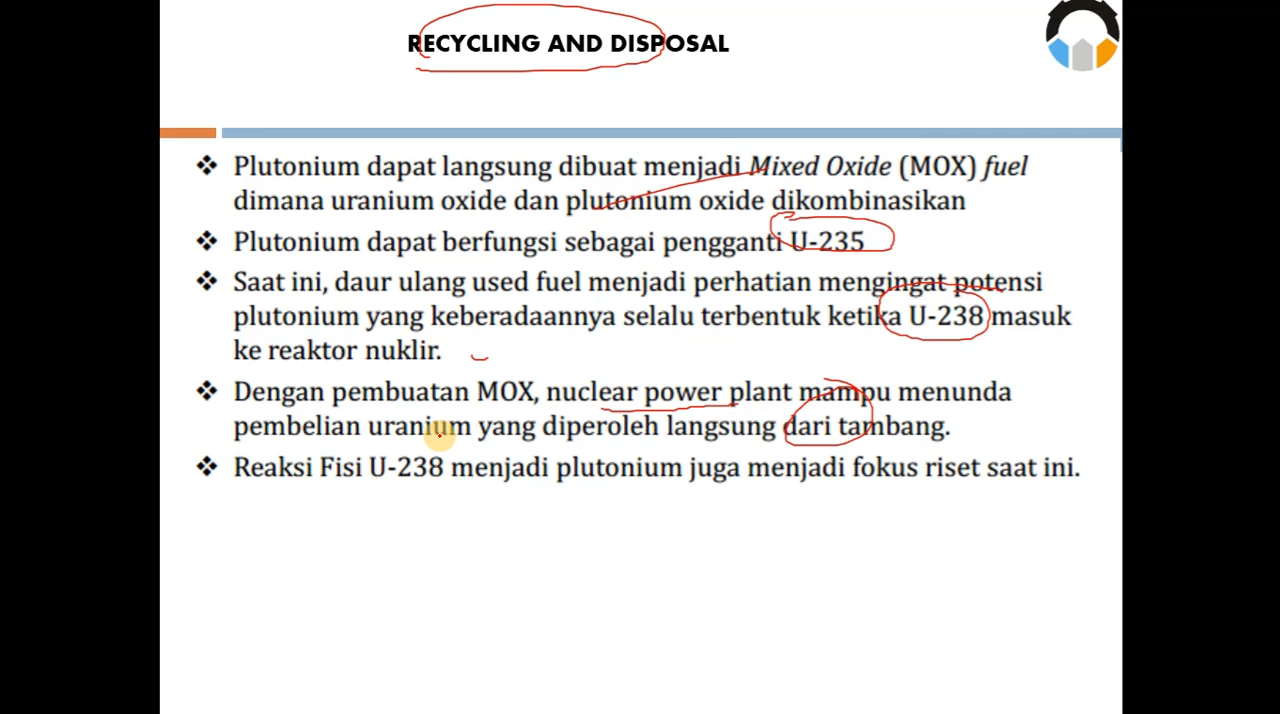 RECYCLING AND DISPOSAL
❖ Plutonium dapat langsung dibuat menjadi Mixed Oxide (MOX) fuel
dimana uranium oxide dan plutonium oxide dikombinasikan
❖ Plutonium dapat berfungsi sebagai pengganti U-235
❖ Saat ini, daur ulang used fuel menjadi perhatian mengingat potensi
plutonium yang keberadaannya selalu terbentuk ketika U-238 masuk
ke reaktor nuklir.
❖ Dengan pembuatan MOX, nuclear power plant mampu menunda
pembelian uranium yang diperoleh langsung dari tambang.
❖ Reaksi Fisi U-238 menjadi plutonium juga menjadi fokus riset saat ini.